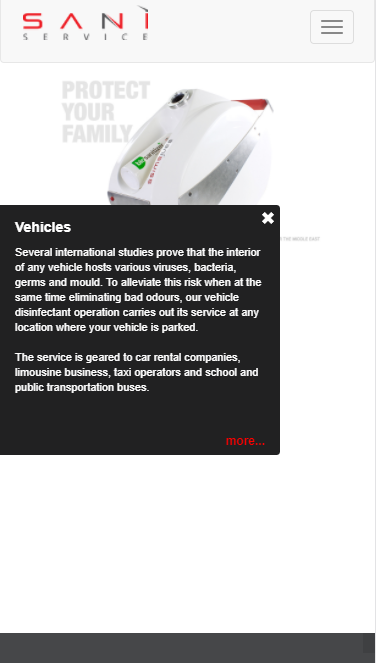 SANI
SERVICE
PROTECT
YOUR
FAMILY
Vehicles
Several international studies prove that the interior
of any vehicle hosts various viruses, bacteria,
germs and mould. To alleviate this risk when at the
same time eliminating bad odours, our vehicle
disinfectant operation carries out its service at any
location where your vehicle is parked.
The service is geared to car rental companies,
limousine business, taxi operators and school and
public transportation buses.
more...
THE MIDDLE EAST